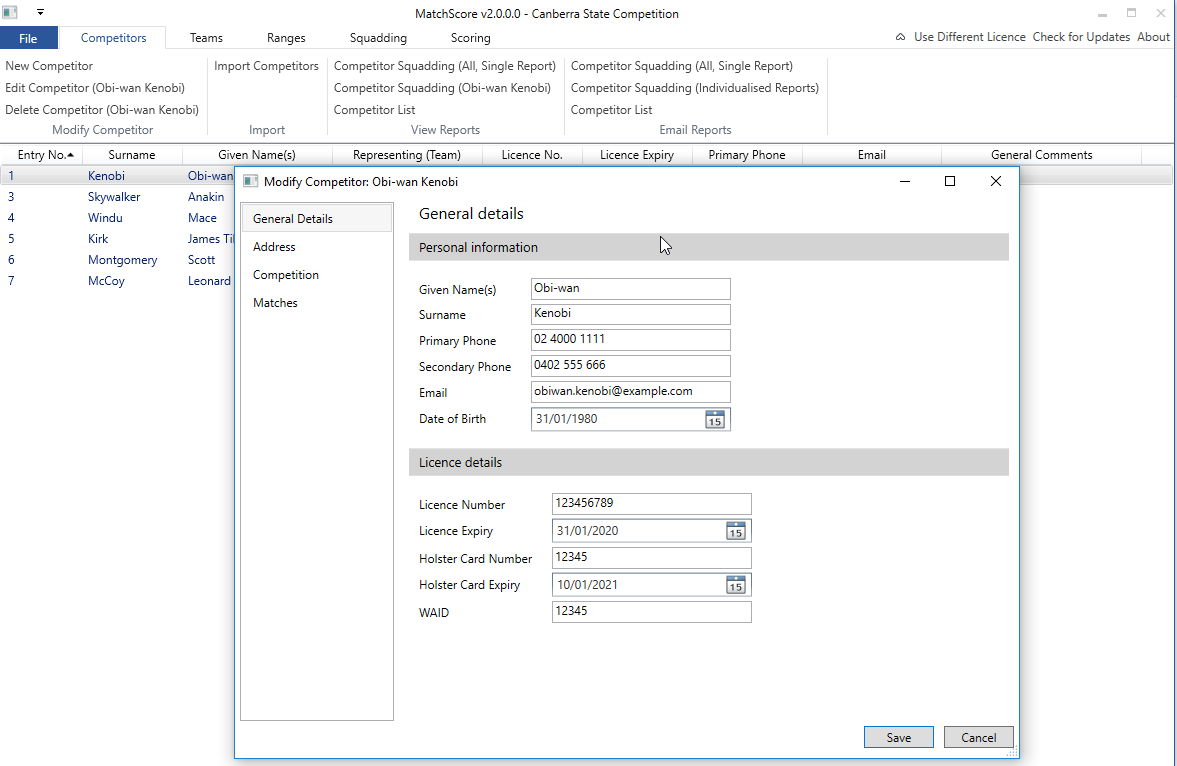 MatchScore v2.0.0.0 - Canberra State Competition
File Competitors Teams Ranges Squadding Scoring Use Different Licence Check for Updates About
New Competitor Import Competitors Competitor Squadding (All, Single Report) Competitor Squadding (All, Single Report)
Edit Competitor (Obi-wan Kenobi) Competitor Squadding (Obi-wan Kenobi) Competitor Squadding (Individualised Reports)
Delete Competitor (Obi-wan Kenobi) Competitor List Competitor List
Modify Competitor Import View Reports Email Reports
Entry No. Surname Given Name(s) Representing (Team) Licence No. Licence Expiry Primary Phone Email General Comments
1 Kenobi Obi-wan
3 Skywalker Anakin
4 Windu Mace
5 Kirk James Ti
6 Montgomery Scott
7 McCoy Leonard
Modify Competitor: Obi-wan Kenobi
General Details
Address
Competition
Matches
General details
Personal information
Given Name(s) Obi-wan
Surname Kenobi
Primary Phone 02 4000 1111
Secondary Phone 0402 555 666
Email obiwan.kenobi@example.com
Date of Birth 31/01/1980 15
Licence details
Licence Number 123456789
Licence Expiry 31/01/2020 15
Holster Card Number 12345
Holster Card Expiry 10/01/2021 15
WAID 12345
Save Cancel